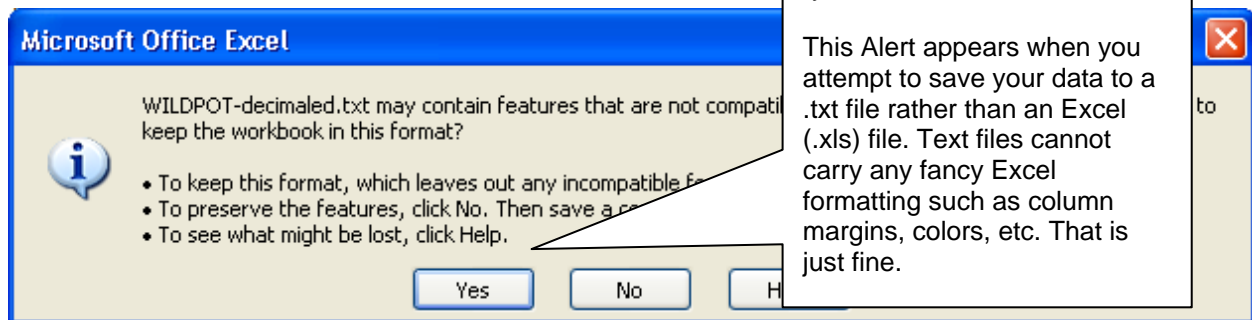 Microsoft Office Excel
WILDPOT-decimaled.txt may contain features that are not to
keep the workbook in this format?
• To keep this format, which leaves out any incompatible
• To preserve the features, click No. Then save a
• To see what might be lost, click Help.
Yes No
This Alert appears when you
attempt to save your data to a
.txt file rather than an Excel
(.xls) file. Text files cannot
carry any fancy Excel
formatting such as column
margins, colors, etc. That is
just fine.